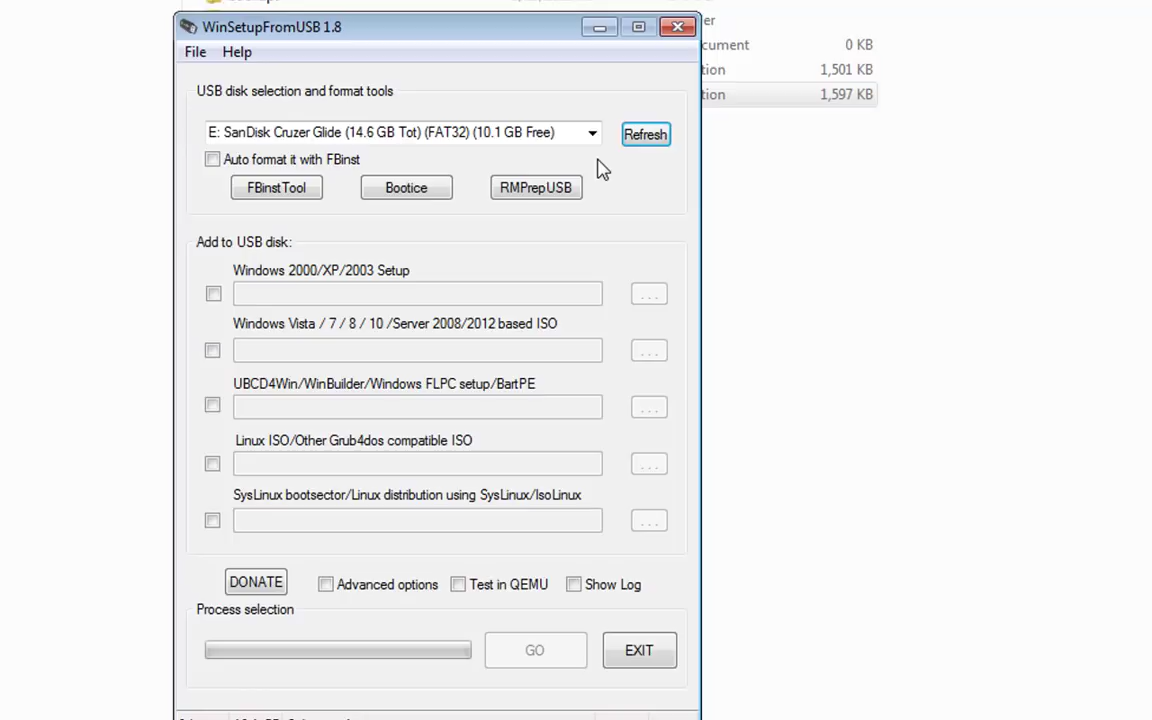 WinSetupFromUSB 1.8
er
File Help
cument 0 KB
tion 1,501 KB
USB disk selection and format tools
tion 1,597 KB
E: SanDisk Cruzer Glide (14.6 GB Tot) (FAT32) (10.1 GB Free) Refresh
Auto format it with FBinst
FBinstTool Bootice RMPrepUSB
Add to USB disk:
Windows 2000/XP/2003 Setup
...
Windows Vista / 7 / 8 / 10 /Server 2008/2012 based ISO
...
UBCD4Win/WinBuilder/Windows FLPC setup/BartPE
...
Linux ISO/Other Grub4dos compatible ISO
...
SysLinux bootsector/Linux distribution using SysLinux/IsoLinux
...
DONATE Advanced options Test in QEMU Show Log
Process selection
GO EXIT